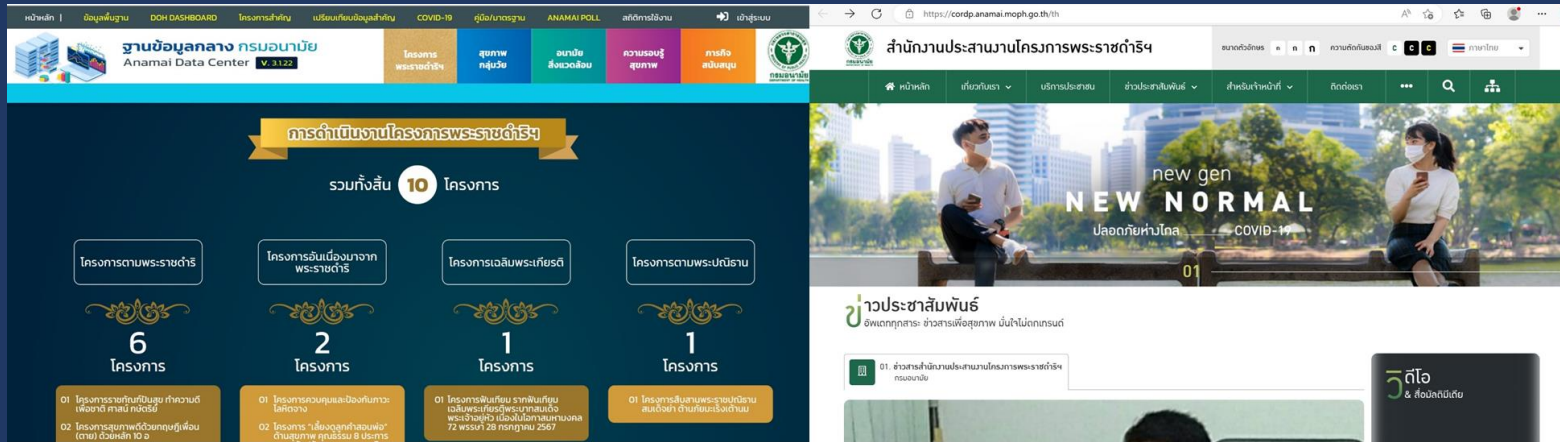 หน้าหลัก | ข้อมูลพื้นฐาน DOH DASHBOARD โครงการสำคัญ เปรียบเทียบข้อมูลสำคัญ COVID-19 คู่มือ/มาตรฐาน ANAMAI POLL สถิติการใช้งาน เข้าสู่ระบบ
ฐานข้อมูลกลาง กรมอนามัย
Anamai Data Center V. 3.1.22
โครงการ
พระราชดำริฯ
สุขภาพ
กลุ่มวัย
อนามัย
สิ่งแวดล้อม
ความรอบรู้
สุขภาพ
ภารกิจ
สนับสนุน
กรมอนามัย
การดำเนินงานโครงการพระราชดำริฯ
รวมทั้งสิ้น 10 โครงการ
โครงการตามพระราชดำริ
6
โครงการ
01 โครงการราชทัณฑ์ปันสุข ทำความดี
เพื่อชาติ ศาสน์ กษัตริย์
02 โครงการสุขภาพดีด้วยทฤษฎีเพื่อน
(ตาย) ด้วยหลัก 10 อ
โครงการอันเนื่องมาจาก
พระราชดำริ
2
โครงการ
01 โครงการควบคุมและป้องกันภาวะ
โลหิตจาง
02 โครงการ "เลี้ยงดูลูกคำสอนพ่อ"
ด้านสุขภาพ คุณธรรม 8 ประการ
โครงการเฉลิมพระเกียรติ
1
โครงการ
01 โครงการฟันเทียม รากฟันเทียม
เฉลิมพระเกียรติพระบาทสมเด็จ
พระเจ้าอยู่หัว เนื่องในโอกาสมหามงคล
72 พรรษา 28 กรกฎาคม 2567
โครงการตามพระปณิธาน
1
โครงการ
01 โครงการสืบสานพระราชปณิธาน
สมเด็จย่า ต้านภัยมะเร็งเต้านม
https://cordp.anamai.moph.go.th/th
สำนักงานประสานงานโครงการพระราชดำริฯ
ขนาดตัวอักษร ก ก ก ความตัดกันของสี C C C ภาษาไทย
หน้าหลัก เกี่ยวกับเรา บริการประชาชน ข่าวประชาสัมพันธ์ สำหรับเจ้าหน้าที่ ติดต่อเรา
new gen
NEW NORMAL
ปลอดภัยห่างไกล COVID-19
01
ข่าวประชาสัมพันธ์
อัพเดททุกสาระ ข่าวสารเพื่อสุขภาพ มั่นใจไม่ตกเทรนด์
01. ข่าวสารสำนักงานประสานงานโครงการพระราชดำริฯ
กรมอนามัย
วิดีโอ
& สื่อมัลติมีเดีย